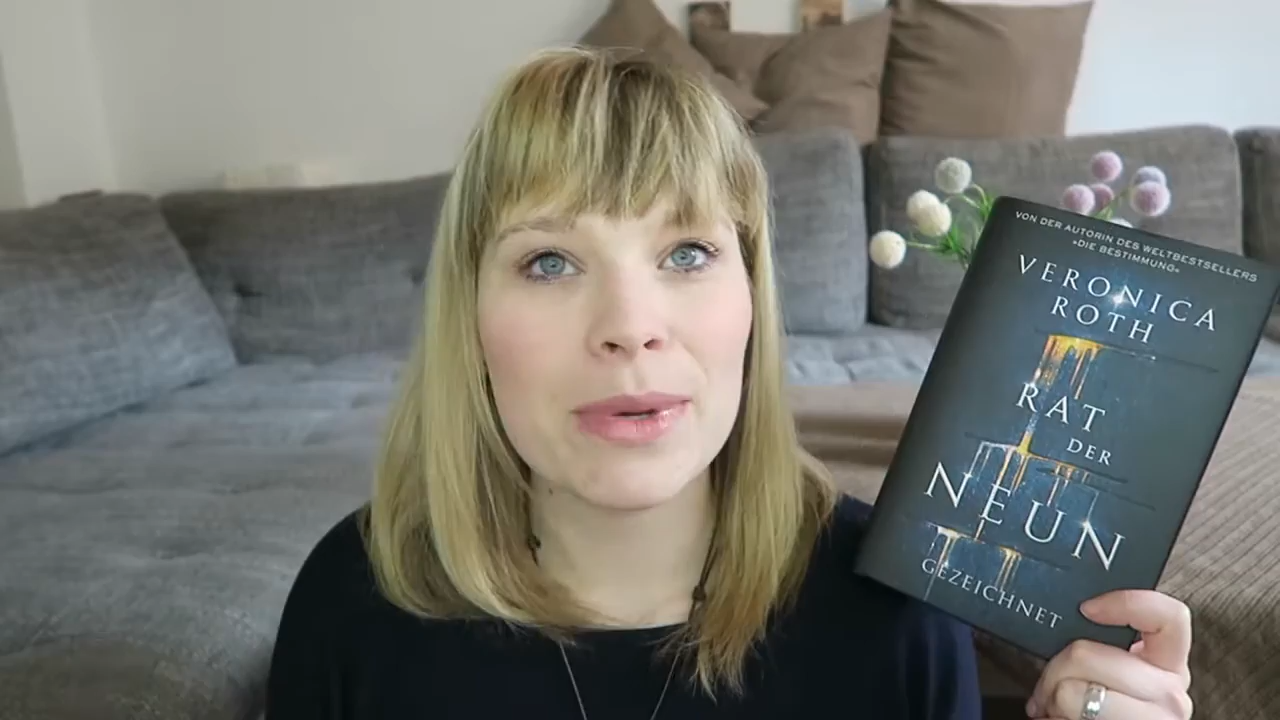 VON DER AUTORIN DES WELTBESTSELLERS
»DIE BESTIMMUNG«
VERONICA
ROTH
RAT
DER
NEUN
GEZEICHNET